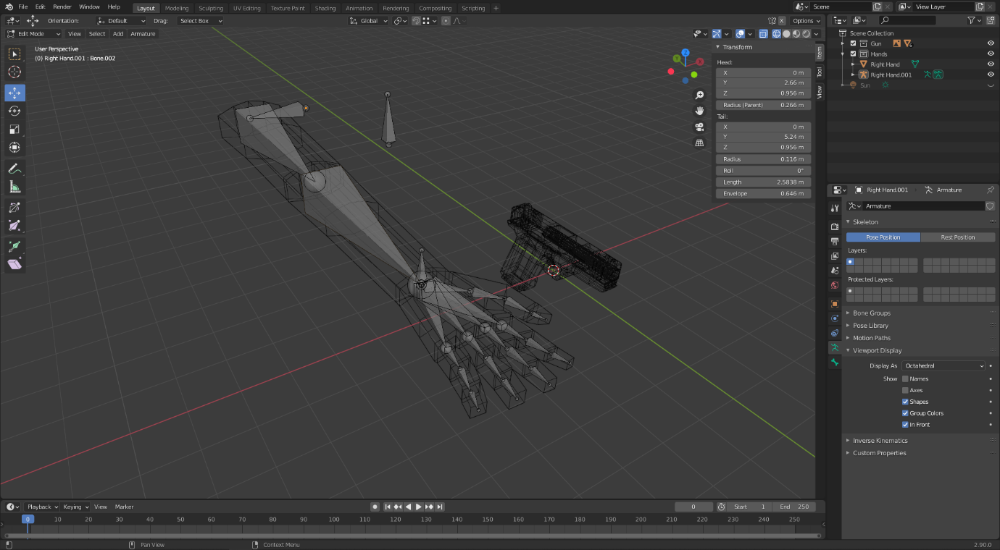 File Edit Render Window Help Layout Modeling Sculpting UV Editing Texture Paint Shading Animation Rendering Compositing Scripting + Scene View Layer
Orientation: Default Drag: Select Box Global Options
Edit Mode View Select Add Armature
User Perspective
(0) Right Hand.001 : Bone.002
Z
Y
X
Transform
Head:
X 0 m
Y 2.66 m
Z 0.956 m
Radius (Parent) 0.266 m
Tail:
X 0 m
Y 5.24 m
Z 0.956 m
Radius 0.116 m
Roll 0°
Length 2.5838 m
Envelope 0.646 m
Item
Tool
View
Scene Collection
Gun
Hands
Right Hand
Right Hand.001
Sun
Right Hand.001 Armature
Armature
Skeleton
Pose Position Rest Position
Layers:
Protected Layers:
Bone Groups
Pose Library
Motion Paths
Viewport Display
Display As Octahedral
Show Names
Axes
Shapes
Group Colors
In Front
Inverse Kinematics
Custom Properties
Playback Keying View Marker 0 Start 1 End 250
0 10 20 30 40 50 60 70 80 90 100 110 120 130 140 150 160 170 180 190 200 210 220 230 240 250
Pan View Context Menu 2.90.0